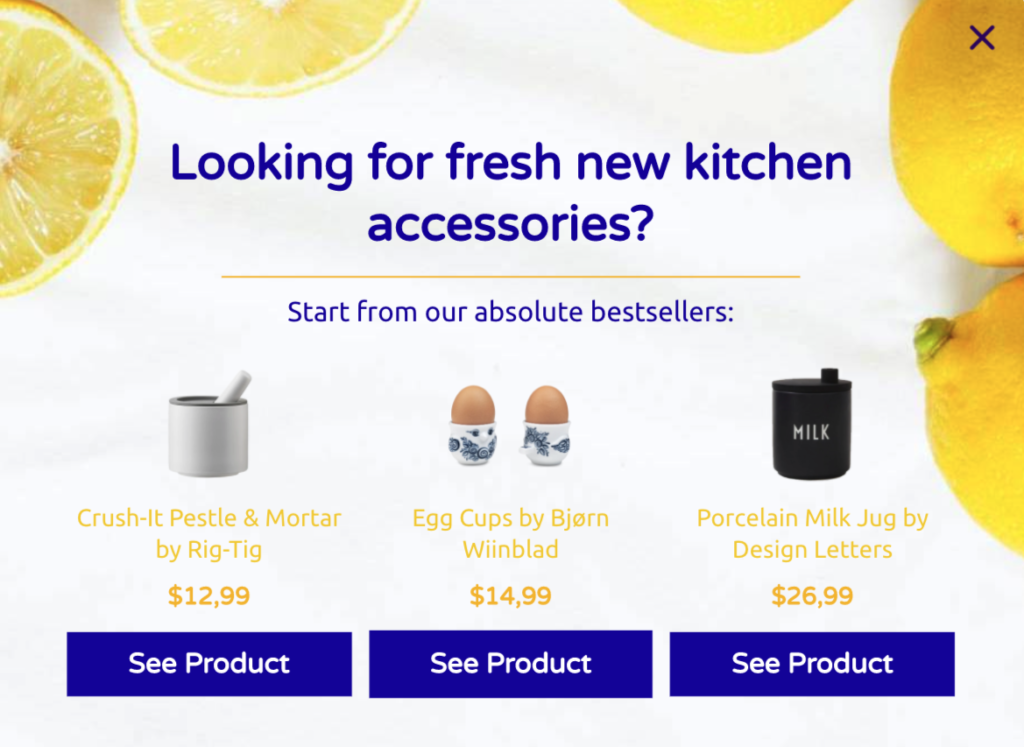 Looking for fresh new kitchen
accessories?
Start from our absolute bestsellers:
MILK
Crush-It Pestle & Mortar
by Rig-Tig
$12,99
See Product
Egg Cups by Bjørn
Wiinblad
$14,99
See Product
Porcelain Milk Jug by
Design Letters
$26,99
See Product